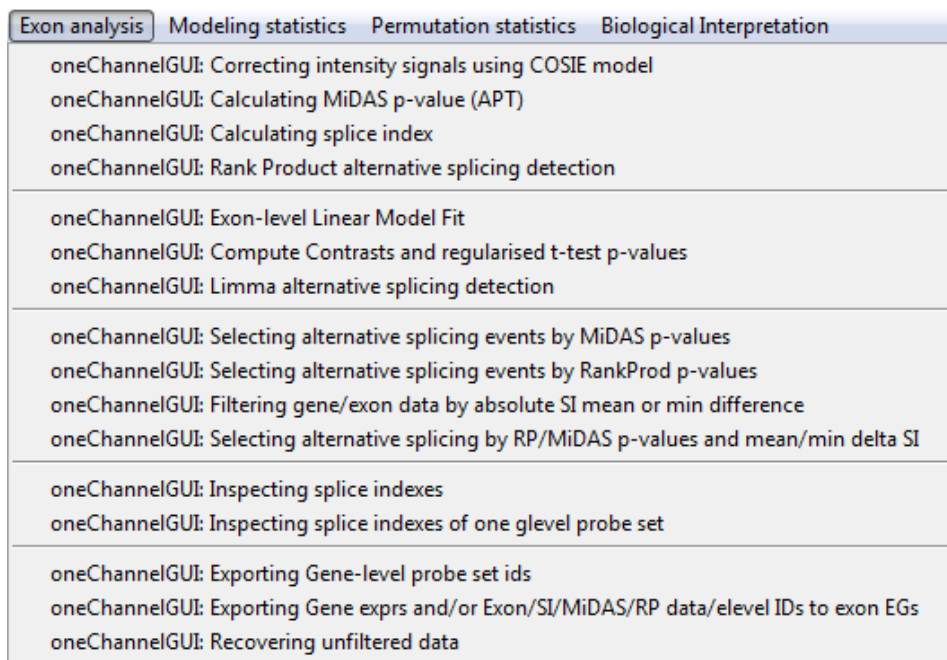 Exon analysis Modeling statistics Permutation statistics Biological Interpretation
oneChannelGUI: Correcting intensity signals using COSIE model
oneChannelGUI: Calculating MiDAS p-value (APT)
oneChannelGUI: Calculating splice index
oneChannelGUI: Rank Product alternative splicing detection
oneChannelGUI: Exon-level Linear Model Fit
oneChannelGUI: Compute Contrasts and regularised t-test p-values
oneChannelGUI: Limma alternative splicing detection
oneChannelGUI: Selecting alternative splicing events by MiDAS p-values
oneChannelGUI: Selecting alternative splicing events by RankProd p-values
oneChannelGUI: Filtering gene/exon data by absolute SI mean or min difference
oneChannelGUI: Selecting alternative splicing by RP/MiDAS p-values and mean/min delta SI
oneChannelGUI: Inspecting splice indexes
oneChannelGUI: Inspecting splice indexes of one glevel probe set
oneChannelGUI: Exporting Gene-level probe set ids
oneChannelGUI: Exporting Gene exprs and/or Exon/SI/MiDAS/RP data/elevel IDs to exon EGs
oneChannelGUI: Recovering unfiltered data